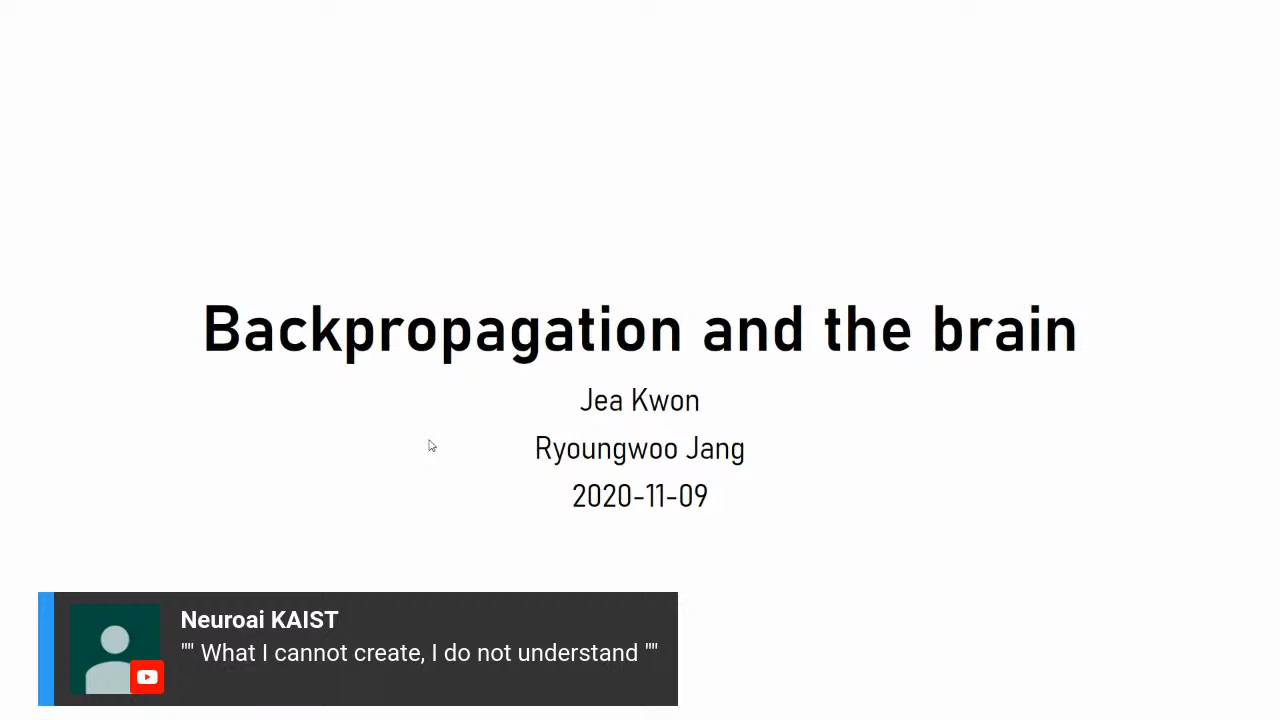 Backpropagation and the brain
Jea Kwon
Ryoungwoo Jang
2020-11-09
Neuroai KAIST
"" What I cannot create, I do not understand ""